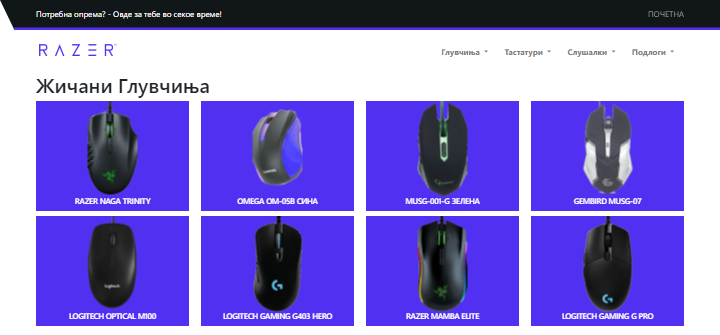 Потребна опрема? - Овде за тебе во секое време!
ПОЧЕТНА
RAZER
Глувчиња
Тастатури
Слушалки
Подлоги
Жичани Глувчиња
RAZER NAGA TRINITY
OMEGA OM-05B СИНА
MUSG-001-G ЗЕЛЕНА
GEMBIRD MUSG-07
LOGITECH OPTICAL M100
LOGITECH GAMING G403 HERO
RAZER MAMBA ELITE
LOGITECH GAMING G PRO